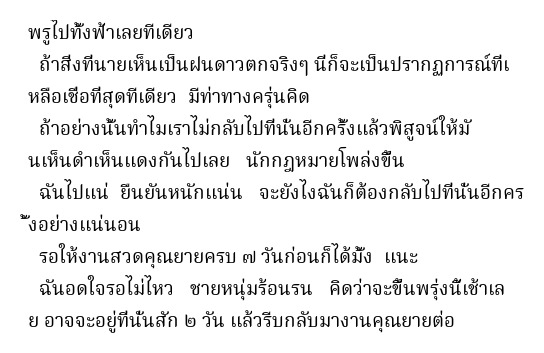 พรูไปทั้งฟ้าเลยทีเดียว
ถ้าสิ่งที่นายเห็นเป็นฝนดาวตกจริงๆ นี่ก็จะเป็นปรากฏการณ์ที่เ
หลือเชื่อที่สุดทีเดียว มีท่าทางครุ่นคิด
ถ้าอย่างนั้นทำไมเราไม่กลับไปที่นั่นอีกครั้งแล้วพิสูจน์ให้มั
นเห็นดำเห็นแดงกันไปเลย นักกฎหมายโพล่งขึ้น
ฉันไปแน่ ยืนยันหนักแน่น จะยังไงฉันก็ต้องกลับไปที่นั่นอีกคร
ั้งอย่างแน่นอน
รอให้งานสวดคุณยายครบ ๗ วันก่อนก็ได้มั้ง แนะ
ฉันอดใจรอไม่ไหว ชายหนุ่มร้อนรน คิดว่าจะขึ้นพรุ่งนี้เช้าเล
ย อาจจะอยู่ที่นั่นสัก ๒ วัน แล้วรีบกลับมางานคุณยายต่อ